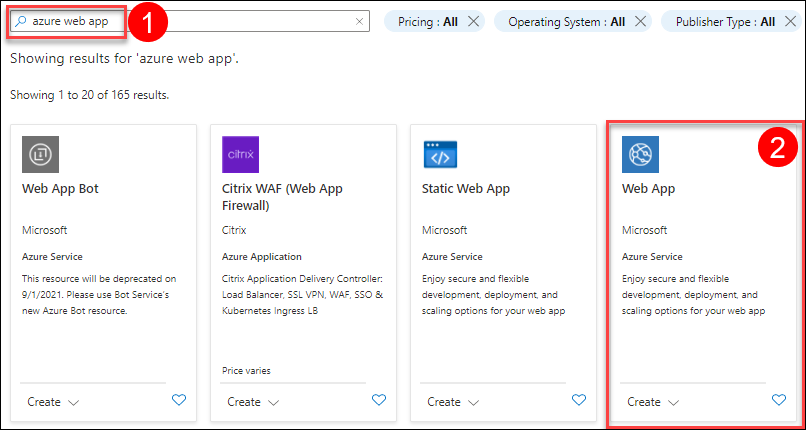 azure web app
1
Pricing : All
Operating System : All
Publisher Type : All
Showing results for 'azure web app'.
Showing 1 to 20 of 165 results.
Web App Bot
Microsoft
Azure Service
This resource will be deprecated on
9/1/2021. Please use Bot Service's
new Azure Bot resource.
Create
citrix
Citrix WAF (Web App
Firewall)
Citrix
Azure Application
Citrix Application Delivery Controller:
Load Balancer, SSL VPN, WAF, SSO &
Kubernetes Ingress LB
Price varies
Create
Static Web App
Microsoft
Azure Service
Enjoy secure and flexible
development, deployment, and
scaling options for your web app
Create
2
Web App
Microsoft
Azure Service
Enjoy secure and flexible
development, deployment, and
scaling options for your web app
Create